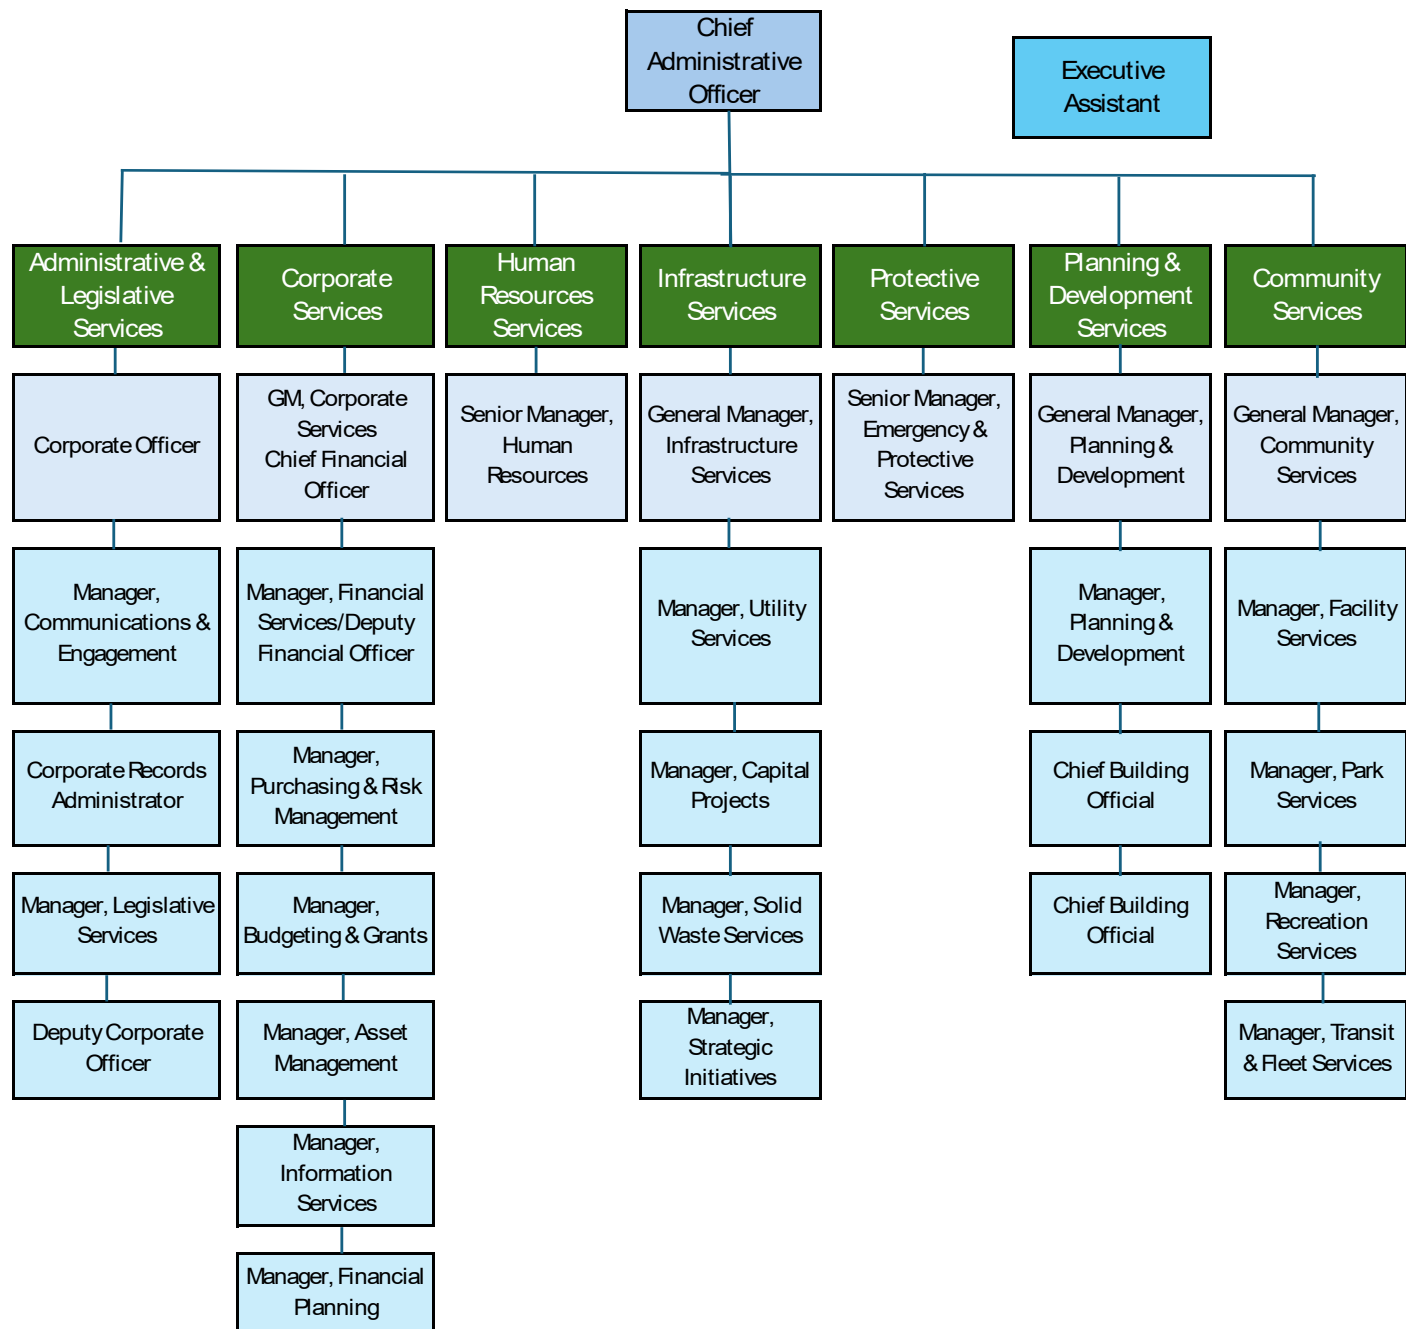 Chief
Administrative
Officer
Executive
Assistant
Administrative &
Legislative
Services
Corporate
Services
Human
Resources
Services
Infrastructure
Services
Protective
Services
Planning &
Development
Services
Community
Services
Corporate Officer
GM, Corporate
Services
Chief Financial
Officer
Senior Manager,
Human
Resources
General Manager,
Infrastructure
Services
Senior Manager,
Emergency &
Protective
Services
General Manager,
Planning &
Development
General Manager,
Community
Services
Manager,
Communications &
Engagement
Manager, Financial
Services/Deputy
Financial Officer
Manager, Utility
Services
Manager,
Planning &
Development
Manager, Facility
Services
Corporate Records
Administrator
Manager,
Purchasing & Risk
Management
Manager, Capital
Projects
Chief Building
Official
Manager, Park
Services
Manager, Legislative
Services
Manager,
Budgeting & Grants
Manager, Solid
Waste Services
Chief Building
Official
Manager,
Recreation
Services
Deputy Corporate
Officer
Manager, Asset
Management
Manager,
Strategic
Initiatives
Manager, Transit
& Fleet Services
Manager,
Information
Services
Manager, Financial
Planning